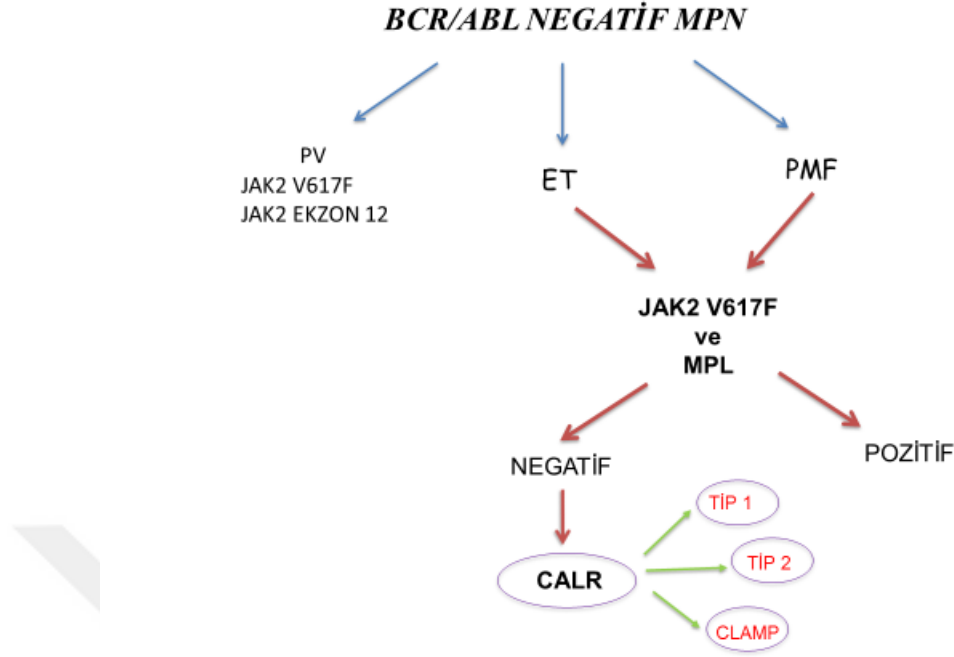 BCR/ABL NEGATİF MPN
PV
JAK2 V617F
JAK2 EKZON 12
ET
PMF
JAK2 V617F
ve
MPL
NEGATİF
POZİTİF
TİP 1
TİP 2
CALR
CLAMP